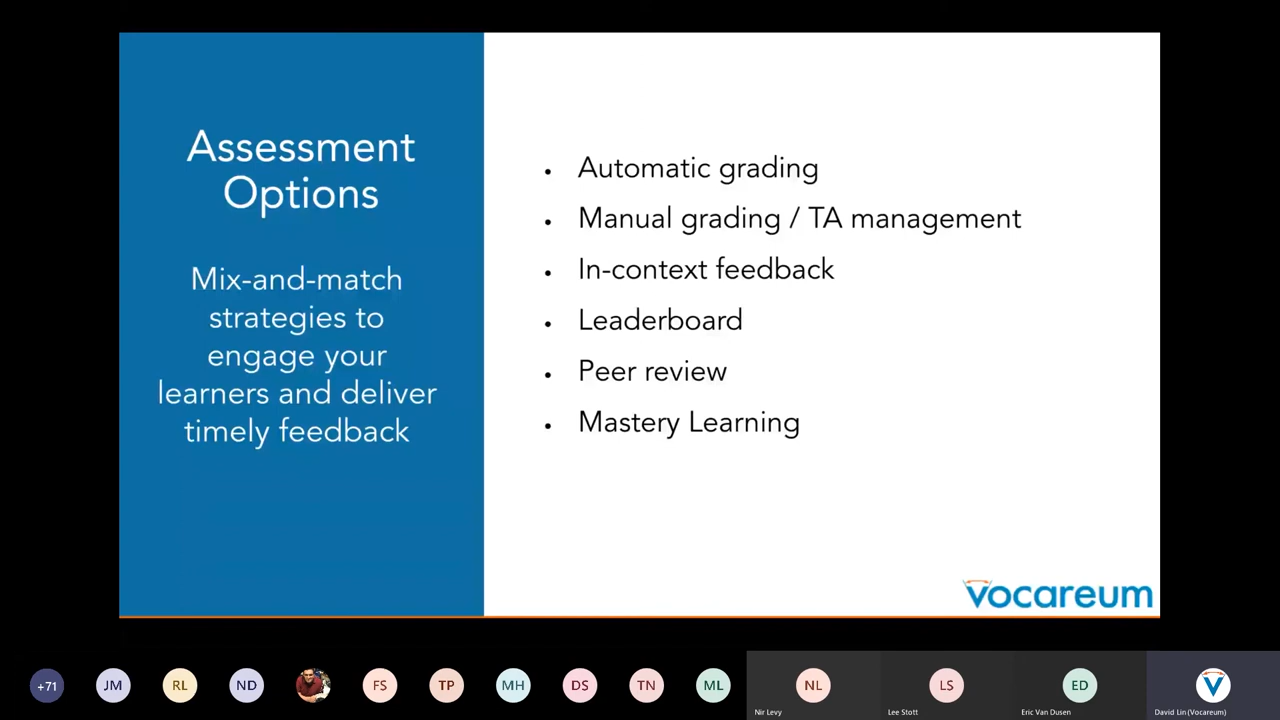 Assessment
Options
Mix-and-match
strategies to
engage your
learners and deliver
timely feedback
• Automatic grading
• Manual grading / TA management
• In-context feedback
• Leaderboard
• Peer review
• Mastery Learning
vocareum
+71
JM
RL
ND
FS
TP
MH
DS
TN
ML
NL
LS
ED
V
Nir Levy
Lee Stott
Eric Van Dusen
David Lin (Vocareum)